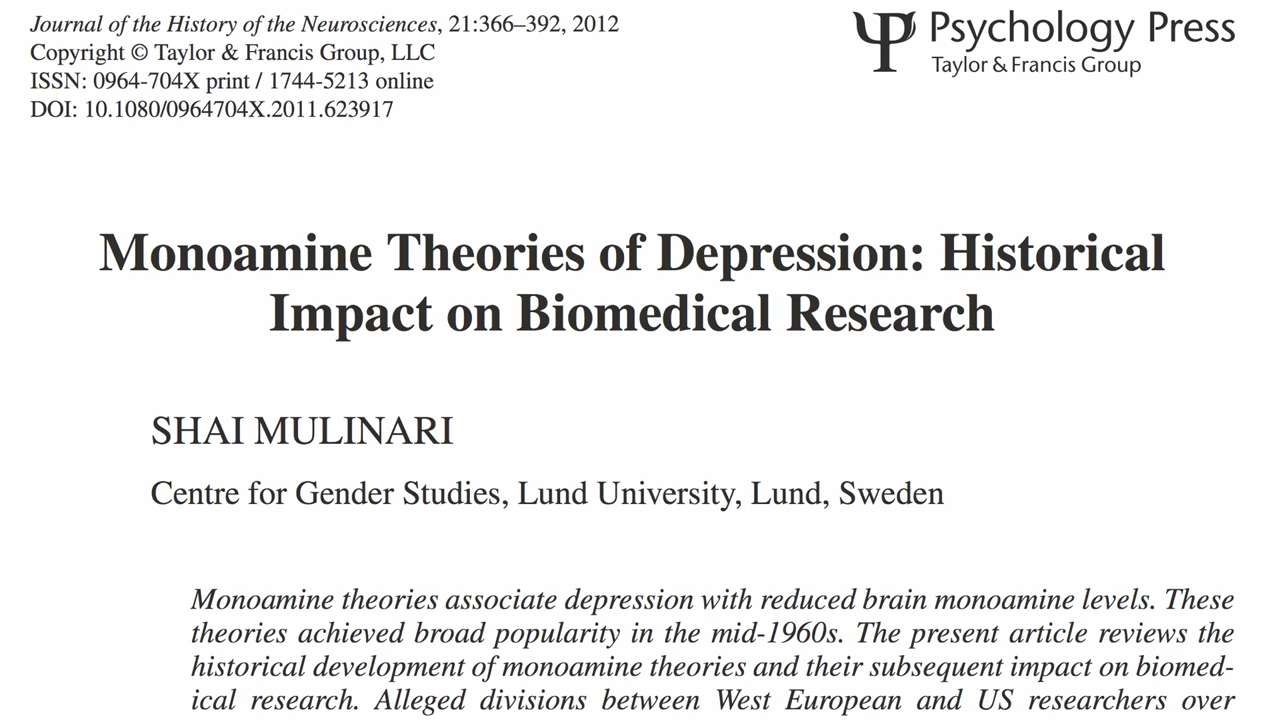 Journal of the History of the Neurosciences, 21:366–392, 2012
Copyright © Taylor & Francis Group, LLC
ISSN: 0964-704X print / 1744-5213 online
DOI: 10.1080/0964704X.2011.623917
Psychology Press
Taylor & Francis Group
Monoamine Theories of Depression: Historical
Impact on Biomedical Research
SHAI MULINARI
Centre for Gender Studies, Lund University, Lund, Sweden
Monoamine theories associate depression with reduced brain monoamine levels. These
theories achieved broad popularity in the mid-1960s. The present article reviews the
historical development of monoamine theories and their subsequent impact on biomed-
ical research. Alleged divisions between West European and US researchers over